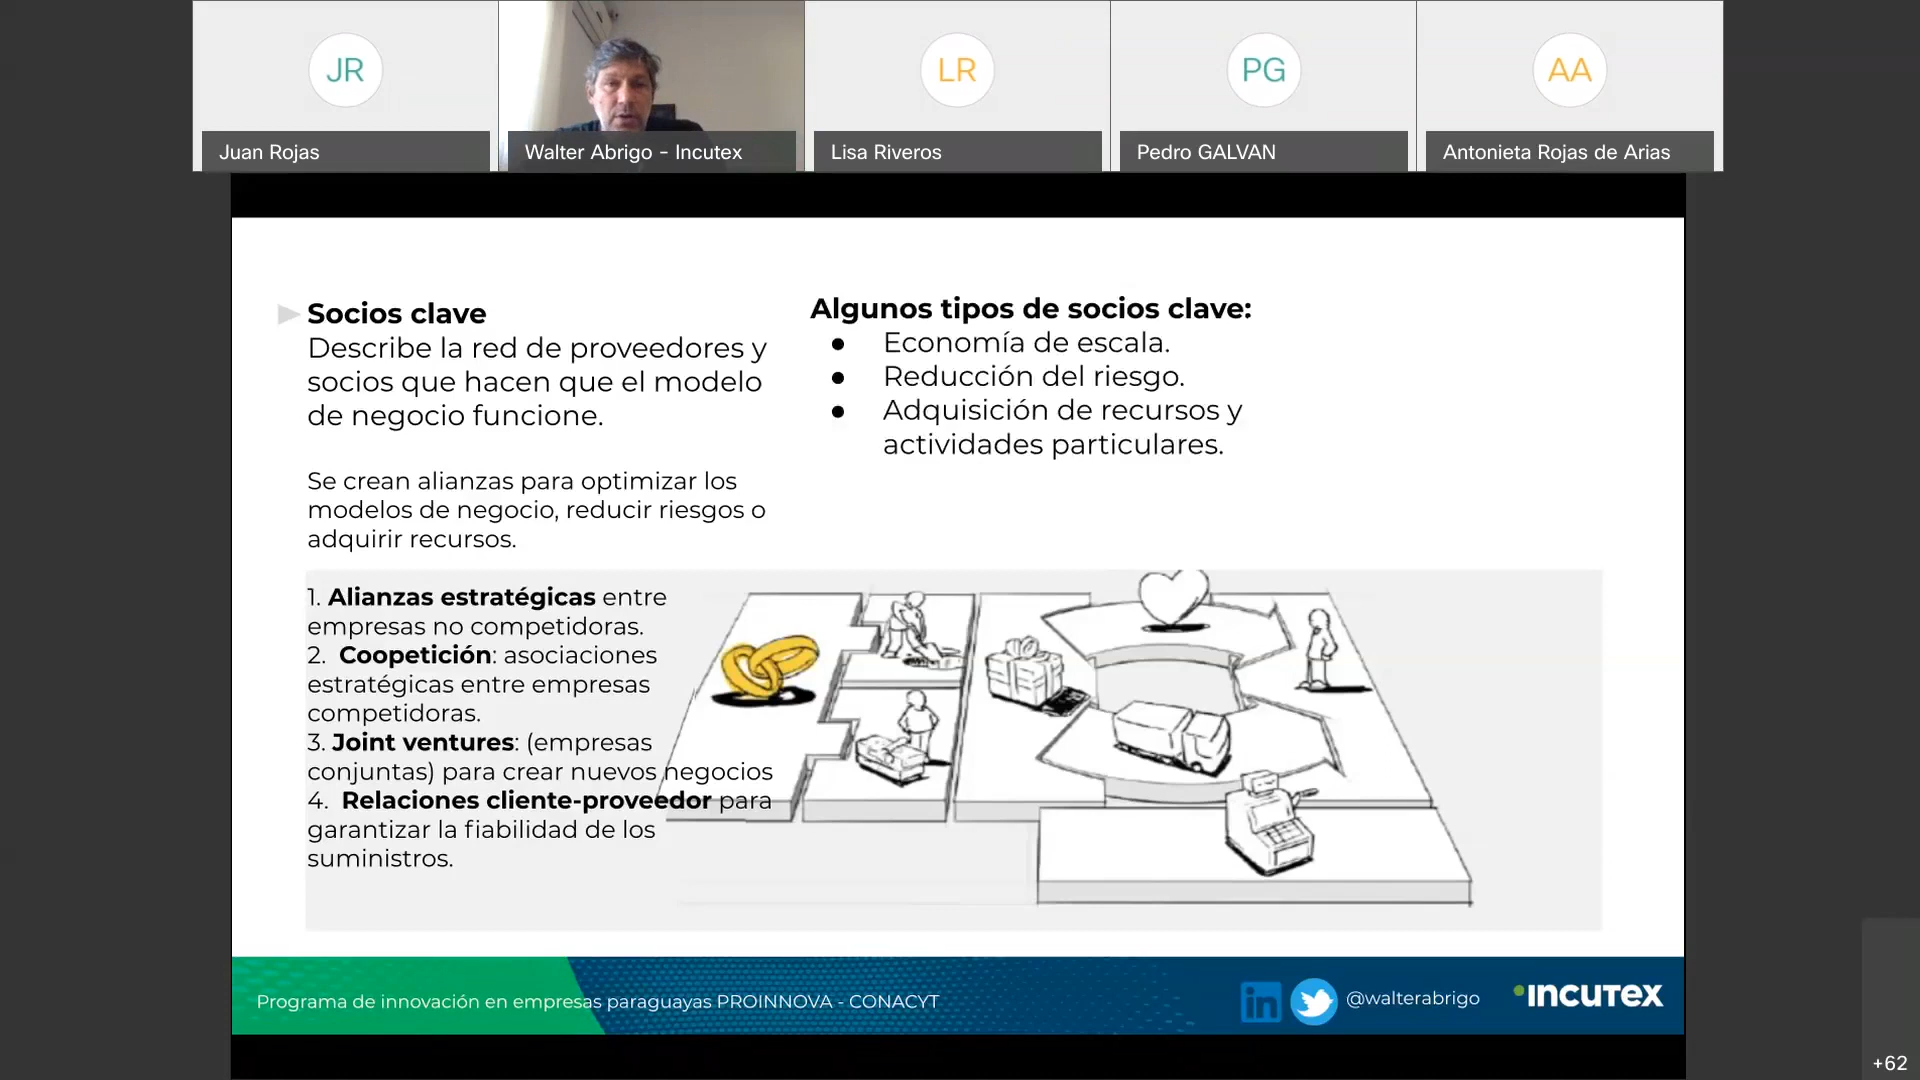 JR
Juan Rojas
Walter Abrigo - Incutex
LR
Lisa Riveros
PG
Pedro GALVAN
AA
Antonieta Rojas de Arias
Socios clave
Describe la red de proveedores y
socios que hacen que el modelo
de negocio funcione.
Se crean alianzas para optimizar los
modelos de negocio, reducir riesgos o
adquirir recursos.
Algunos tipos de socios clave:
● Economía de escala.
● Reducción del riesgo.
● Adquisición de recursos y
actividades particulares.
1. Alianzas estratégicas entre
empresas no competidoras.
2. Coopetición: asociaciones
estratégicas entre empresas
competidoras.
3. Joint ventures: (empresas
conjuntas) para crear nuevos negocios
4. Relaciones cliente-proveedor para
garantizar la fiabilidad de los
suministros.
Programa de innovación en empresas paraguayas PROINNOVA - CONACYT
in
@walterabrigo
INCUTEX
+62